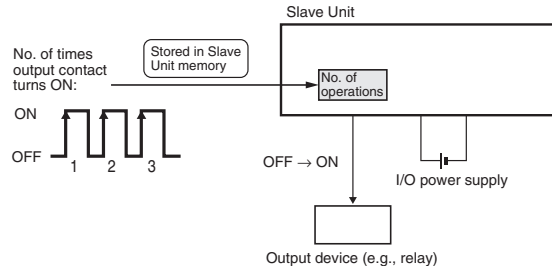 Slave Unit
No. of times
output contact
turns ON:
Stored in Slave
Unit memory
No. of
operations
ON
OFF
1 2 3
OFF → ON
I/O power supply
Output device (e.g., relay)